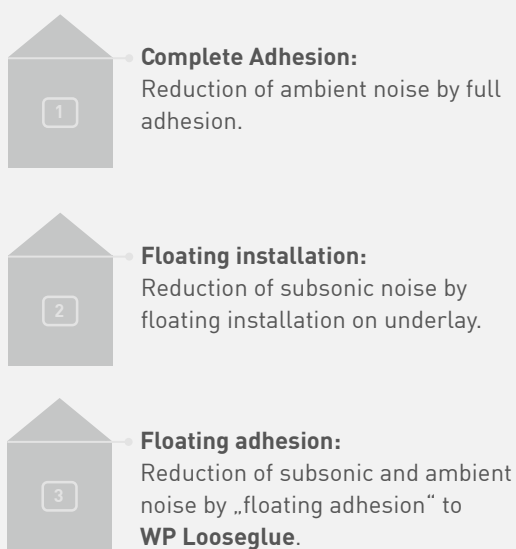 1
Complete Adhesion:
Reduction of ambient noise by full
adhesion.
2
Floating installation:
Reduction of subsonic noise by
floating installation on underlay.
3
Floating adhesion:
Reduction of subsonic and ambient
noise by „floating adhesion“ to
WP Looseglue.